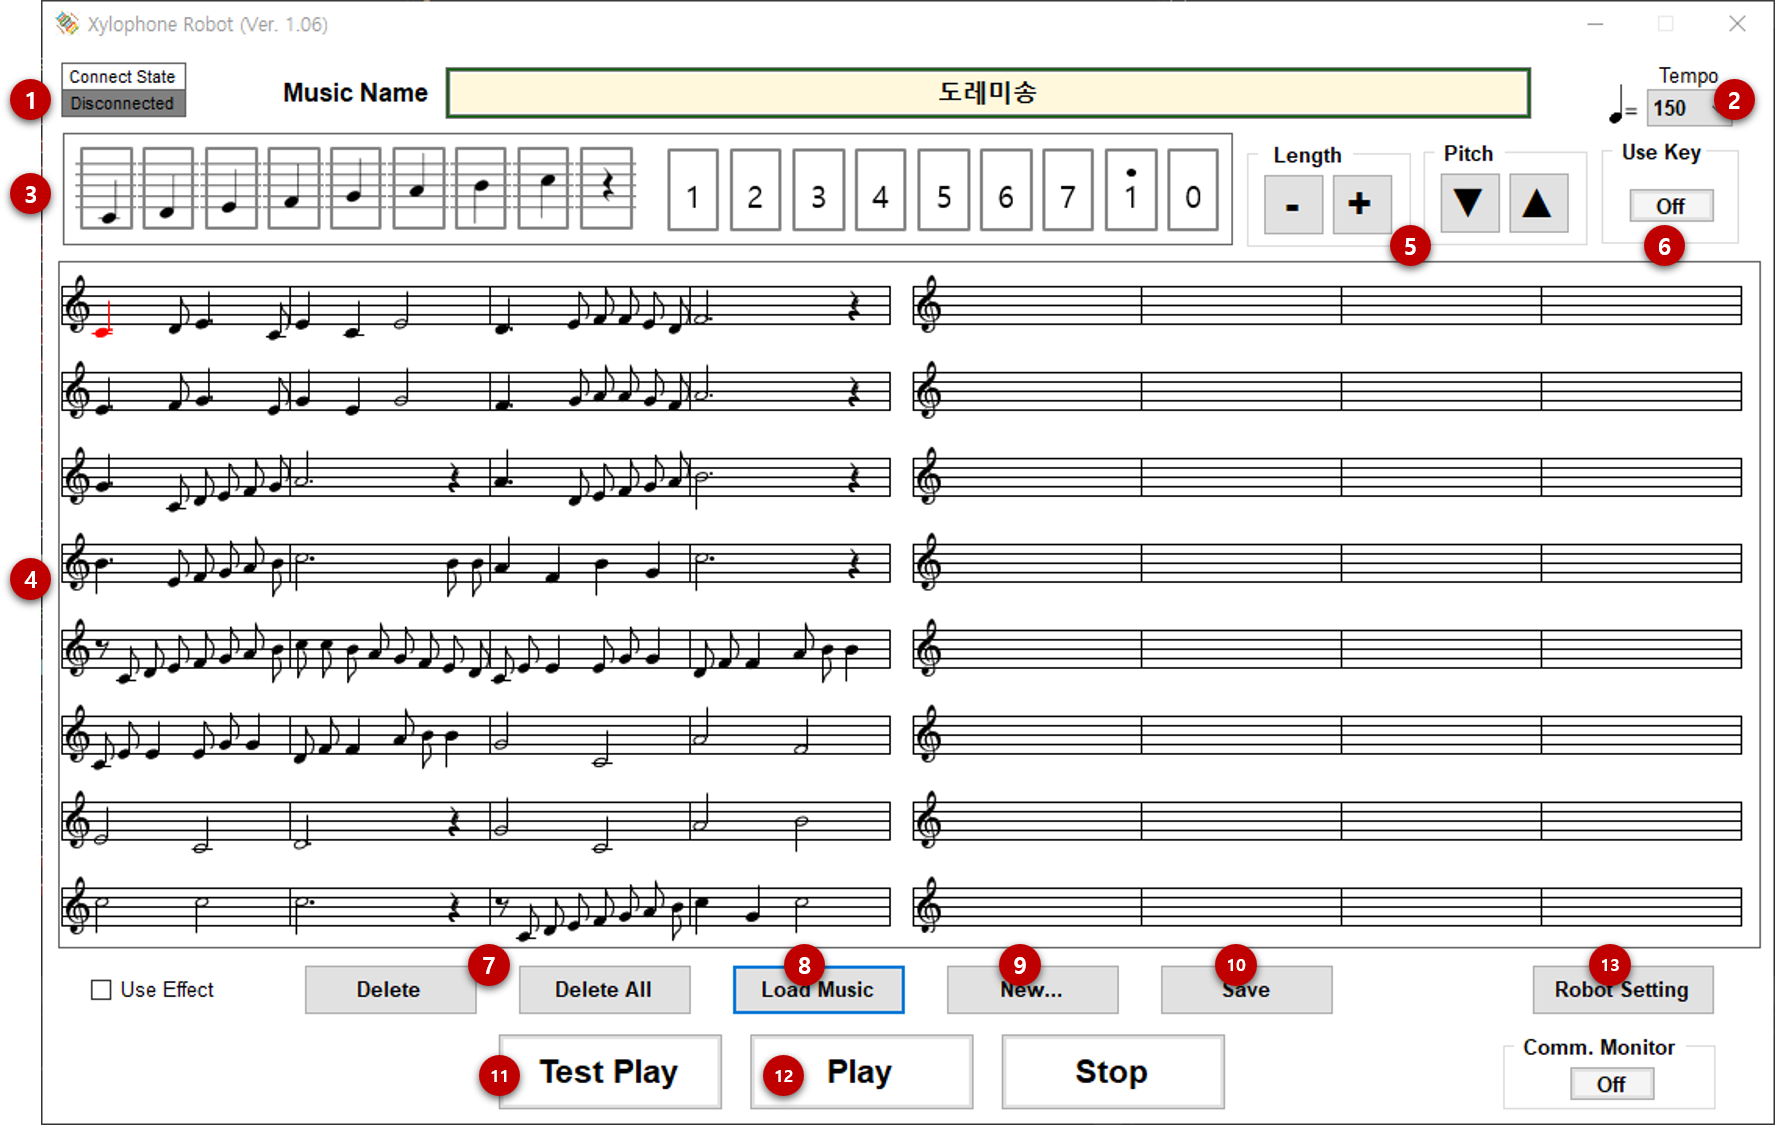 Xylophone Robot (Ver. 1.06)
Connect State
Disconnected
1
Music Name
도레미송
Tempo
= 150
2
3
1 2 3 4 5 6 7 1 0
Length
- +
Pitch
▼ ▲
Use Key
Off
5
6
4
7
8
9
10
13
Use Effect
Delete
Delete All
Load Music
New...
Save
Robot Setting
11
Test Play
12
Play
Stop
Comm. Monitor
Off